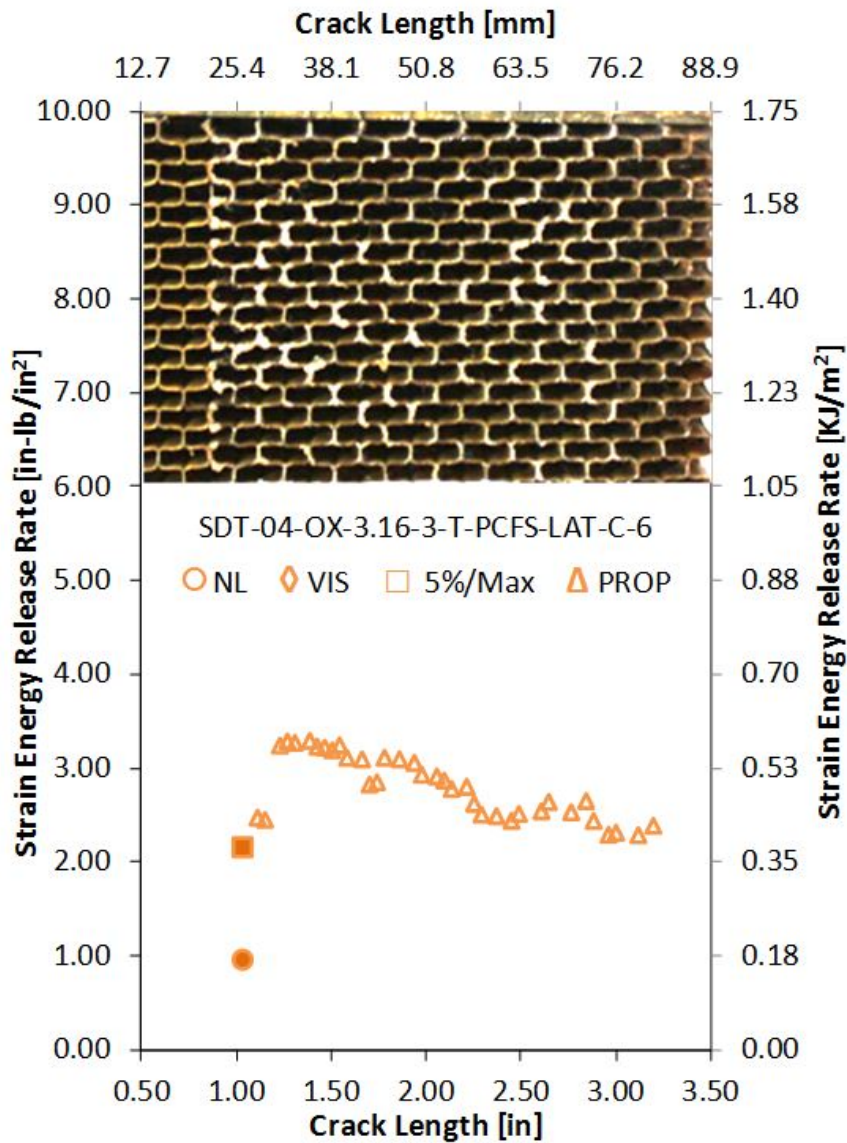 Crack Length [mm]
12.7 25.4 38.1 50.8 63.5 76.2 88.9
Strain Energy Release Rate [in-lb/in²]
10.00
9.00
8.00
7.00
6.00
5.00
4.00
3.00
2.00
1.00
0.00
SDT-04-OX-3.16-3-T-PCFS-LAT-C-6
NL VIS 5%/Max PROP
1.75
1.58
1.40
1.23
1.05
0.88
0.70
0.53
0.35
0.18
0.00
Strain Energy Release Rate [KJ/m²]
0.50 1.00 1.50 2.00 2.50 3.00 3.50
Crack Length [in]